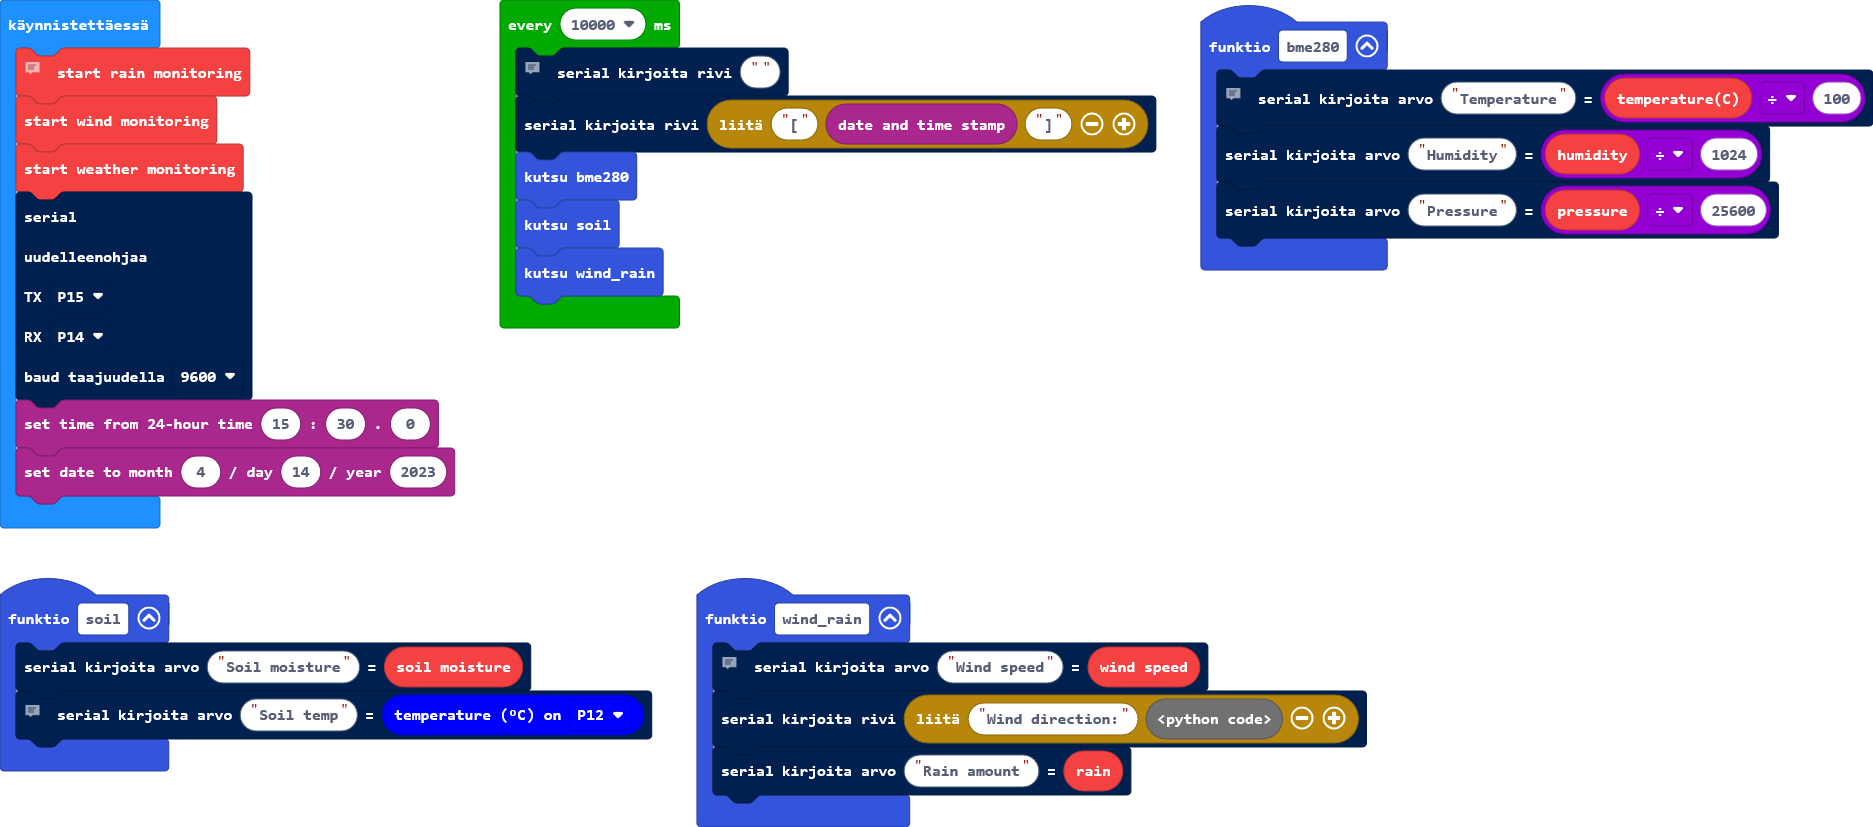 käynnistettäessä
start rain monitoring
start wind monitoring
start weather monitoring
serial
uudelleenohjaa
TX P15
RX P14
baud taajuudella 9600
set time from 24-hour time 15 : 30 . 0
set date to month 4 / day 14 / year 2023
every 10000 ms
serial kirjoita rivi " "
serial kirjoita rivi liitä "[" date and time stamp "]"
kutsu bme280
kutsu soil
kutsu wind_rain
funktio bme280
serial kirjoita arvo "Temperature" = temperature(C) ÷ 100
serial kirjoita arvo "Humidity" = humidity ÷ 1024
serial kirjoita arvo "Pressure" = pressure ÷ 25600
funktio soil
serial kirjoita arvo "Soil moisture" = soil moisture
serial kirjoita arvo "Soil temp" = temperature (ºC) on P12
funktio wind_rain
serial kirjoita arvo "Wind speed" = wind speed
serial kirjoita rivi liitä "Wind direction:" <python code>
serial kirjoita arvo "Rain amount" = rain